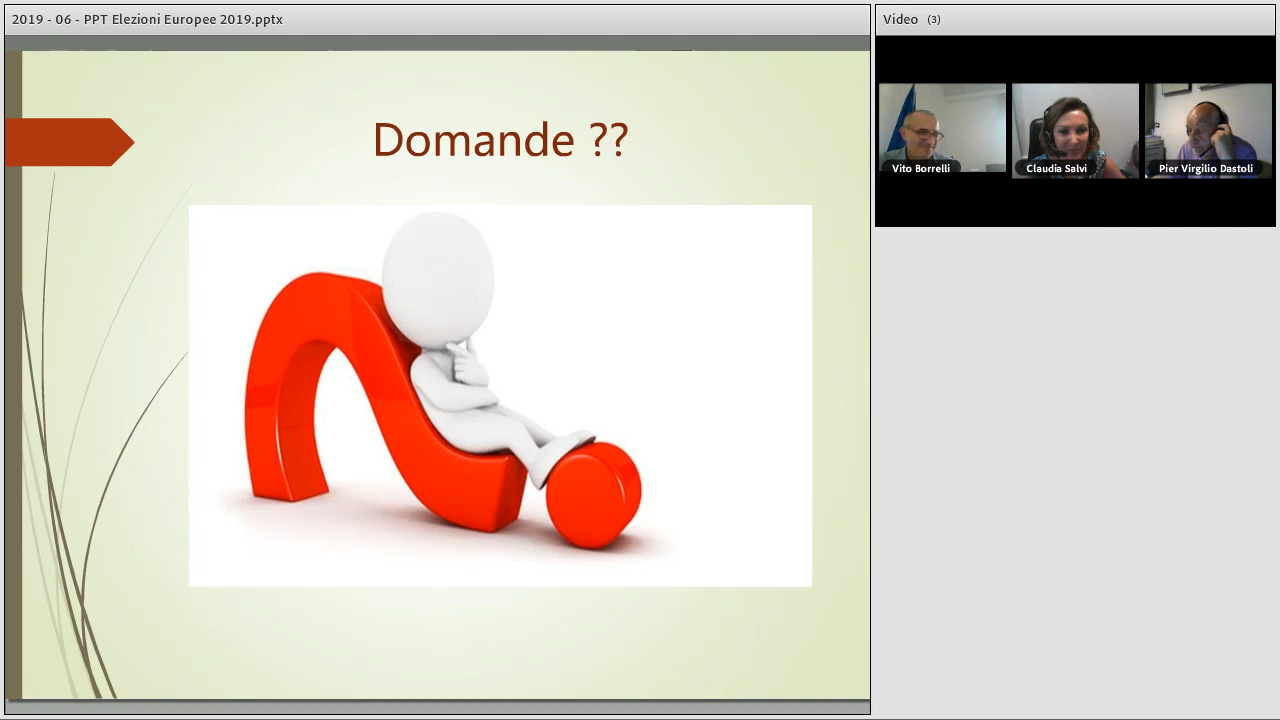 2019 - 06 - PPT Elezioni Europee 2019.pptx
Video (3)
Domande ??
Vito Borrelli
Claudia Salvi
Pier Virgilio Dastoli